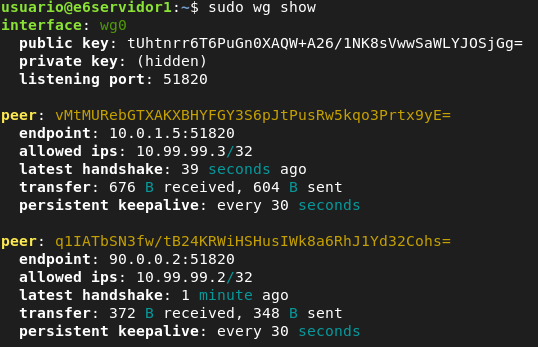 usuario@e6servidor1:~$ sudo wg show
interface: wg0
public key: tUhtnrr6T6PuGn0XAQW+A26/1NK8sVwwSaWLYJOSjGg=
private key: (hidden)
listening port: 51820
peer: vMtMURebGTXAKXBHYFGY3S6pJtPusRw5kqo3Prtx9yE=
endpoint: 10.0.1.5:51820
allowed ips: 10.99.99.3/32
latest handshake: 39 seconds ago
transfer: 676 B received, 604 B sent
persistent keepalive: every 30 seconds
peer: q1IATbSN3fw/tB24KRWiHSHusIWk8a6RhJ1Yd32Cohs=
endpoint: 90.0.0.2:51820
allowed ips: 10.99.99.2/32
latest handshake: 1 minute ago
transfer: 372 B received, 348 B sent
persistent keepalive: every 30 seconds